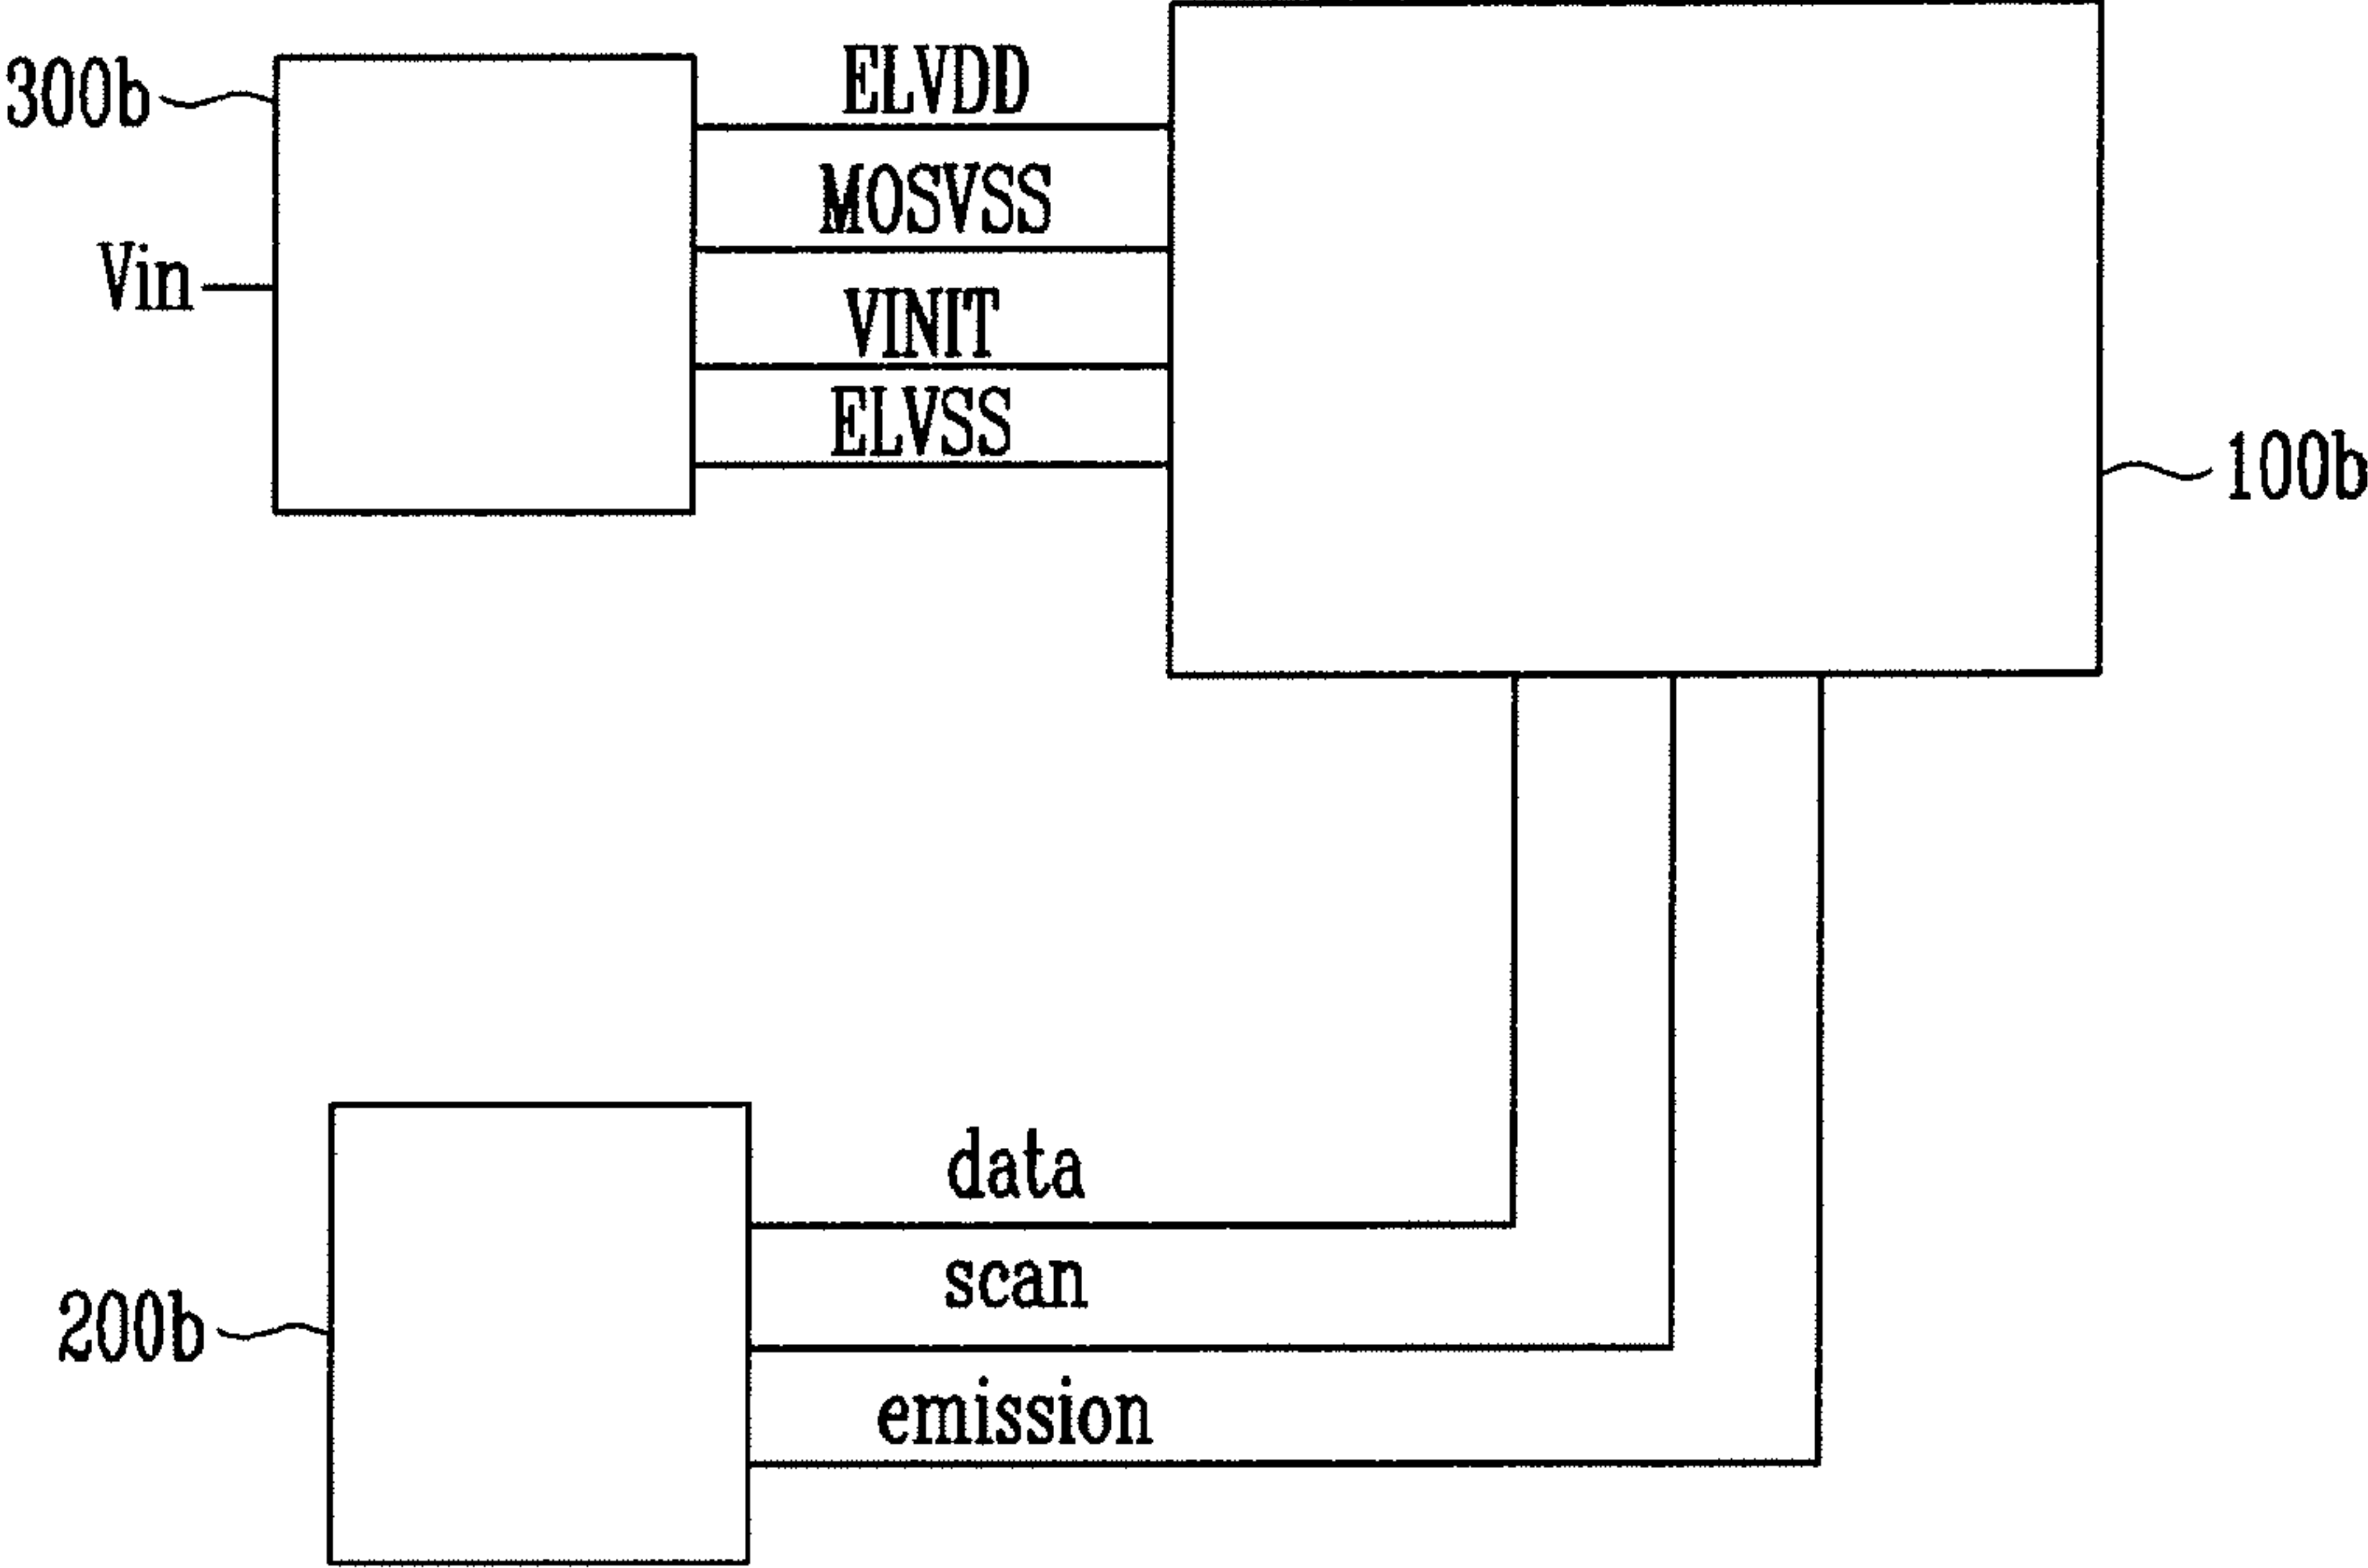 300b
ELVDD
MOSVSS
Vin
VINIT
ELVSS
100b
data
scan
200b
emission